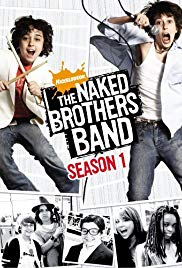 NICKELODEON
THE NAKED
BROTHERS
BAND
SEASON 1